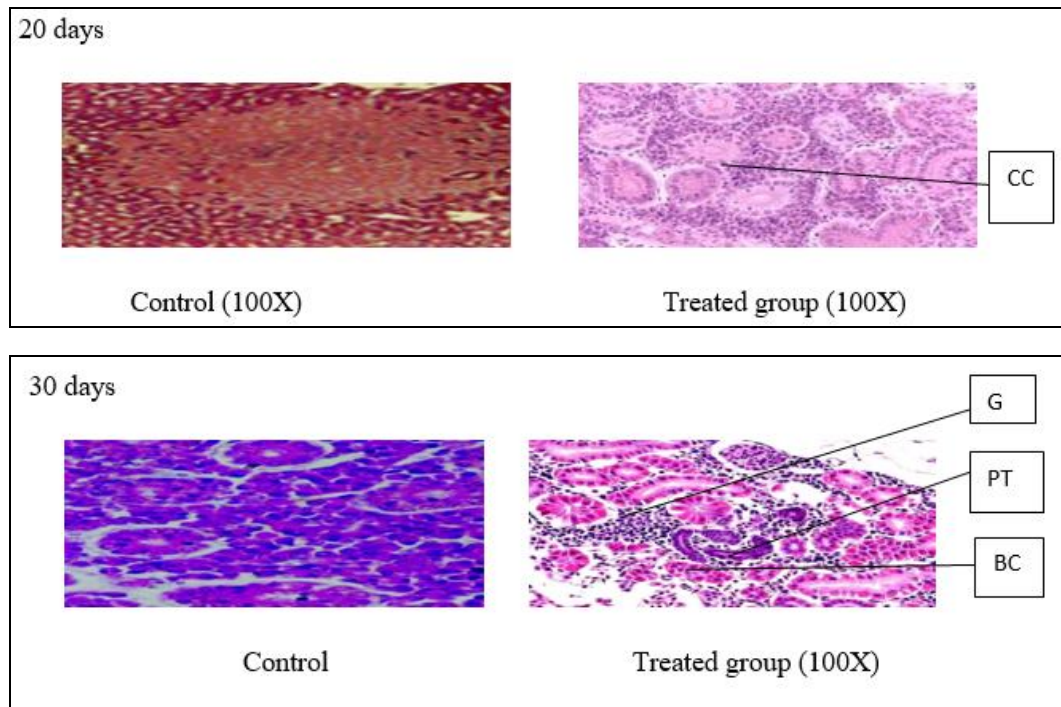 20 days
CC
Control (100X)
Treated group (100X)
30 days
G
PT
BC
Control
Treated group (100X)